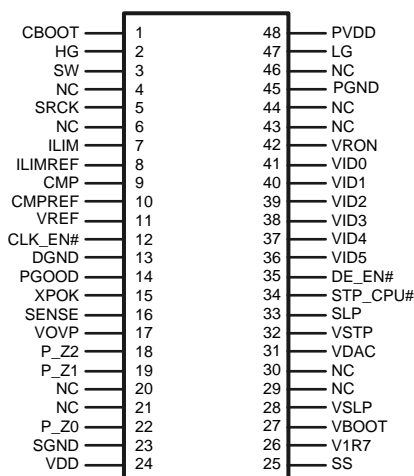 CBOOT 1 48 PVDD
HG 2 47 LG
SW 3 46 NC
NC 4 45 PGND
SRCK 5 44 NC
NC 6 43 NC
ILIM 7 42 VRON
ILIMREF 8 41 VID0
CMP 9 40 VID1
CMPREF 10 39 VID2
VREF 11 38 VID3
CLK_EN# 12 37 VID4
DGND 13 36 VID5
PGOOD 14 35 DE_EN#
XPOK 15 34 STP_CPU#
SENSE 16 33 SLP
VOVP 17 32 VSTP
P_Z2 18 31 VDAC
P_Z1 19 30 NC
NC 20 29 NC
NC 21 28 VSLP
P_Z0 22 27 VBOOT
SGND 23 26 V1R7
VDD 24 25 SS